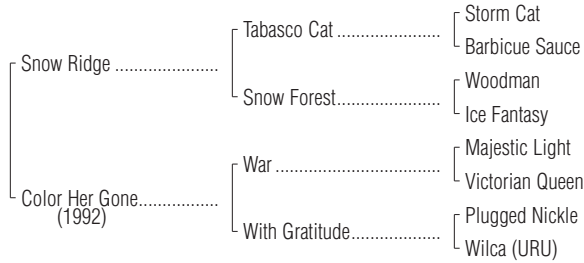 Storm Cat
Tabasco Cat ........................
Barbicue Sauce
Snow Ridge ........................
Woodman
Snow Forest........................
Ice Fantasy
Majestic Light
War ........................................
Victorian Queen
Color Her Gone..................
(1992)
Plugged Nickle
With Gratitude.....................
Wilca (URU)